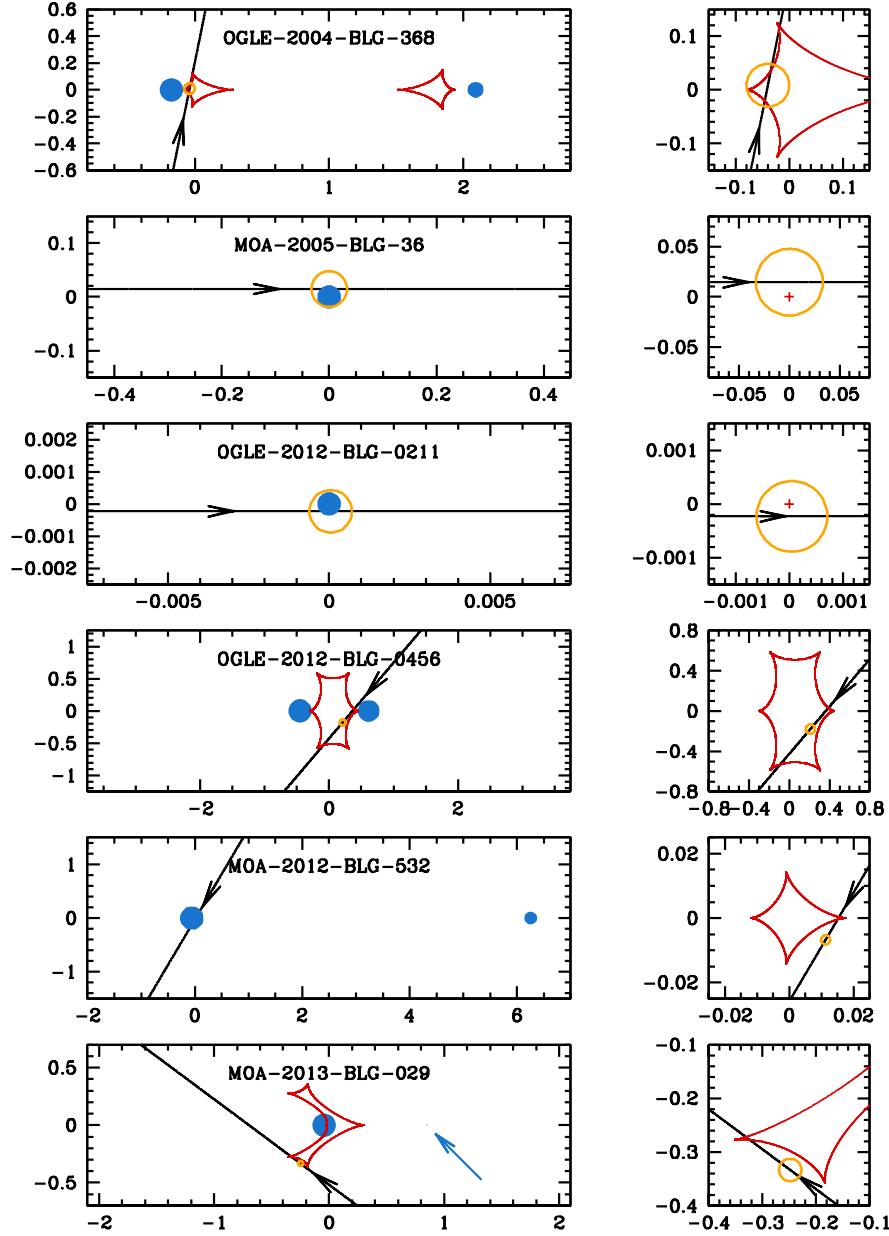 OGLE-2004-BLG-368
0.6
0.4
0.2
0
-0.2
-0.4
-0.6
0 1 2
0.1
0
-0.1
-0.1 0 0.1
MOA-2005-BLG-36
0.1
0
-0.1
-0.4 -0.2 0 0.2 0.4
0.05
0
-0.05
-0.05 0 0.05
OGLE-2012-BLG-0211
0.002
0.001
0
-0.001
-0.002
-0.005 0 0.005
0.001
0
-0.001
-0.001 0 0.001
OGLE-2012-BLG-0456
1
0.5
0
-0.5
-1
-2 0 2
0.8
0.4
0
-0.4
-0.8
-0.8 -0.4 0 0.4 0.8
MOA-2012-BLG-532
1
0
-1
-2 0 2 4 6
0.02
0
-0.02
-0.02 0 0.02
MOA-2013-BLG-029
0.5
0
-0.5
-2 -1 0 1 2
-0.1
-0.2
-0.3
-0.4
-0.4 -0.3 -0.2 -0.1